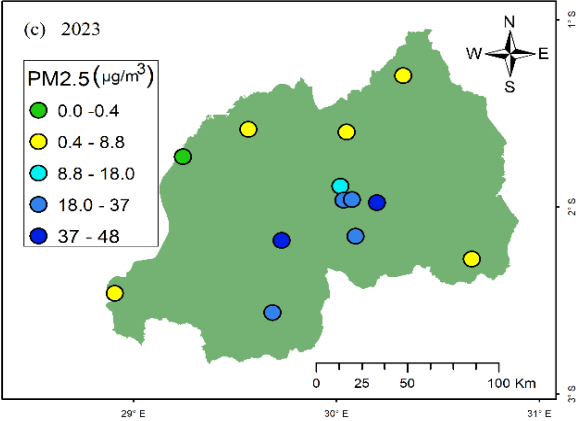 (c) 2023
N
W E
S
PM2.5 (µg/m³)
0.0 -0.4
0.4 - 8.8
8.8 - 18.0
18.0 - 37
37 - 48
1°S
2°S
3°S
0 25 50 100 Km
29° E 30° E 31° E